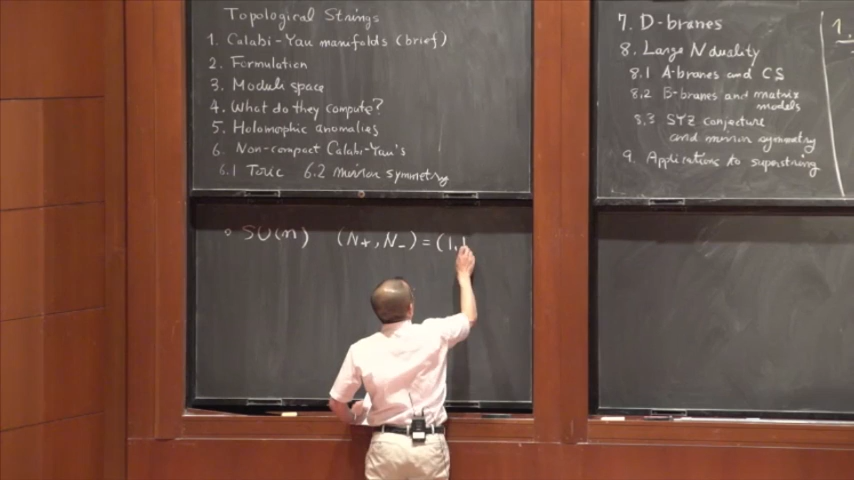 Topological Strings
1. Calabi-Yau manifolds (brief)
2. Formulation
3. Moduli space
4. What do they compute?
5. Holomorphic anomalies
6. Non-compact Calabi-Yau's
6.1 Toric 6.2 mirror symmetry
◦ SU(n) (N+, N-) = (1,1
7. D-branes
8. Large N duality
8.1 A-branes and CS
8.2 B-branes and matrix
models
8.3 SYZ conjecture
and mirror symmetry
9. Applications to superstring
1.